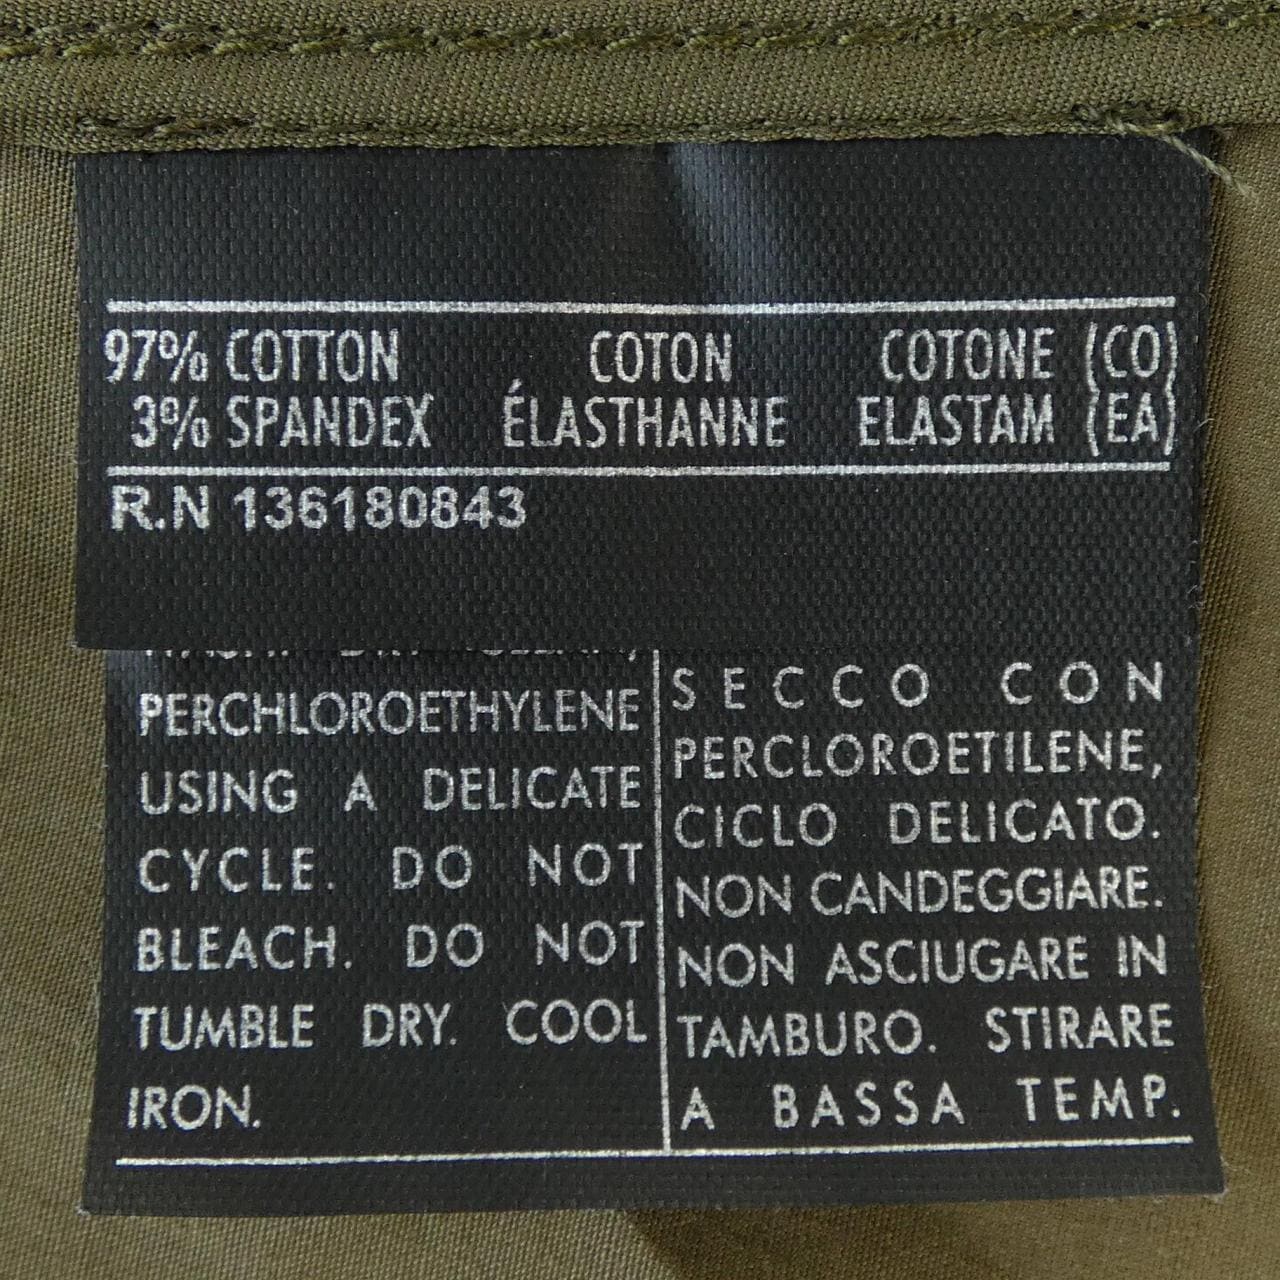 97% COTTON COTON COTONE (CO)
3% SPANDEX ÉLASTHANNE ELASTAM (EA)
R.N 136180843
PERCHLOROETHYLENE
USING A DELICATE
CYCLE. DO NOT
BLEACH. DO NOT
TUMBLE DRY. COOL
IRON.
SECCO CON
PERCLOROETILENE,
CICLO DELICATO.
NON CANDEGGIARE.
NON ASCIUGARE IN
TAMBURO. STIRARE
A BASSA TEMP.